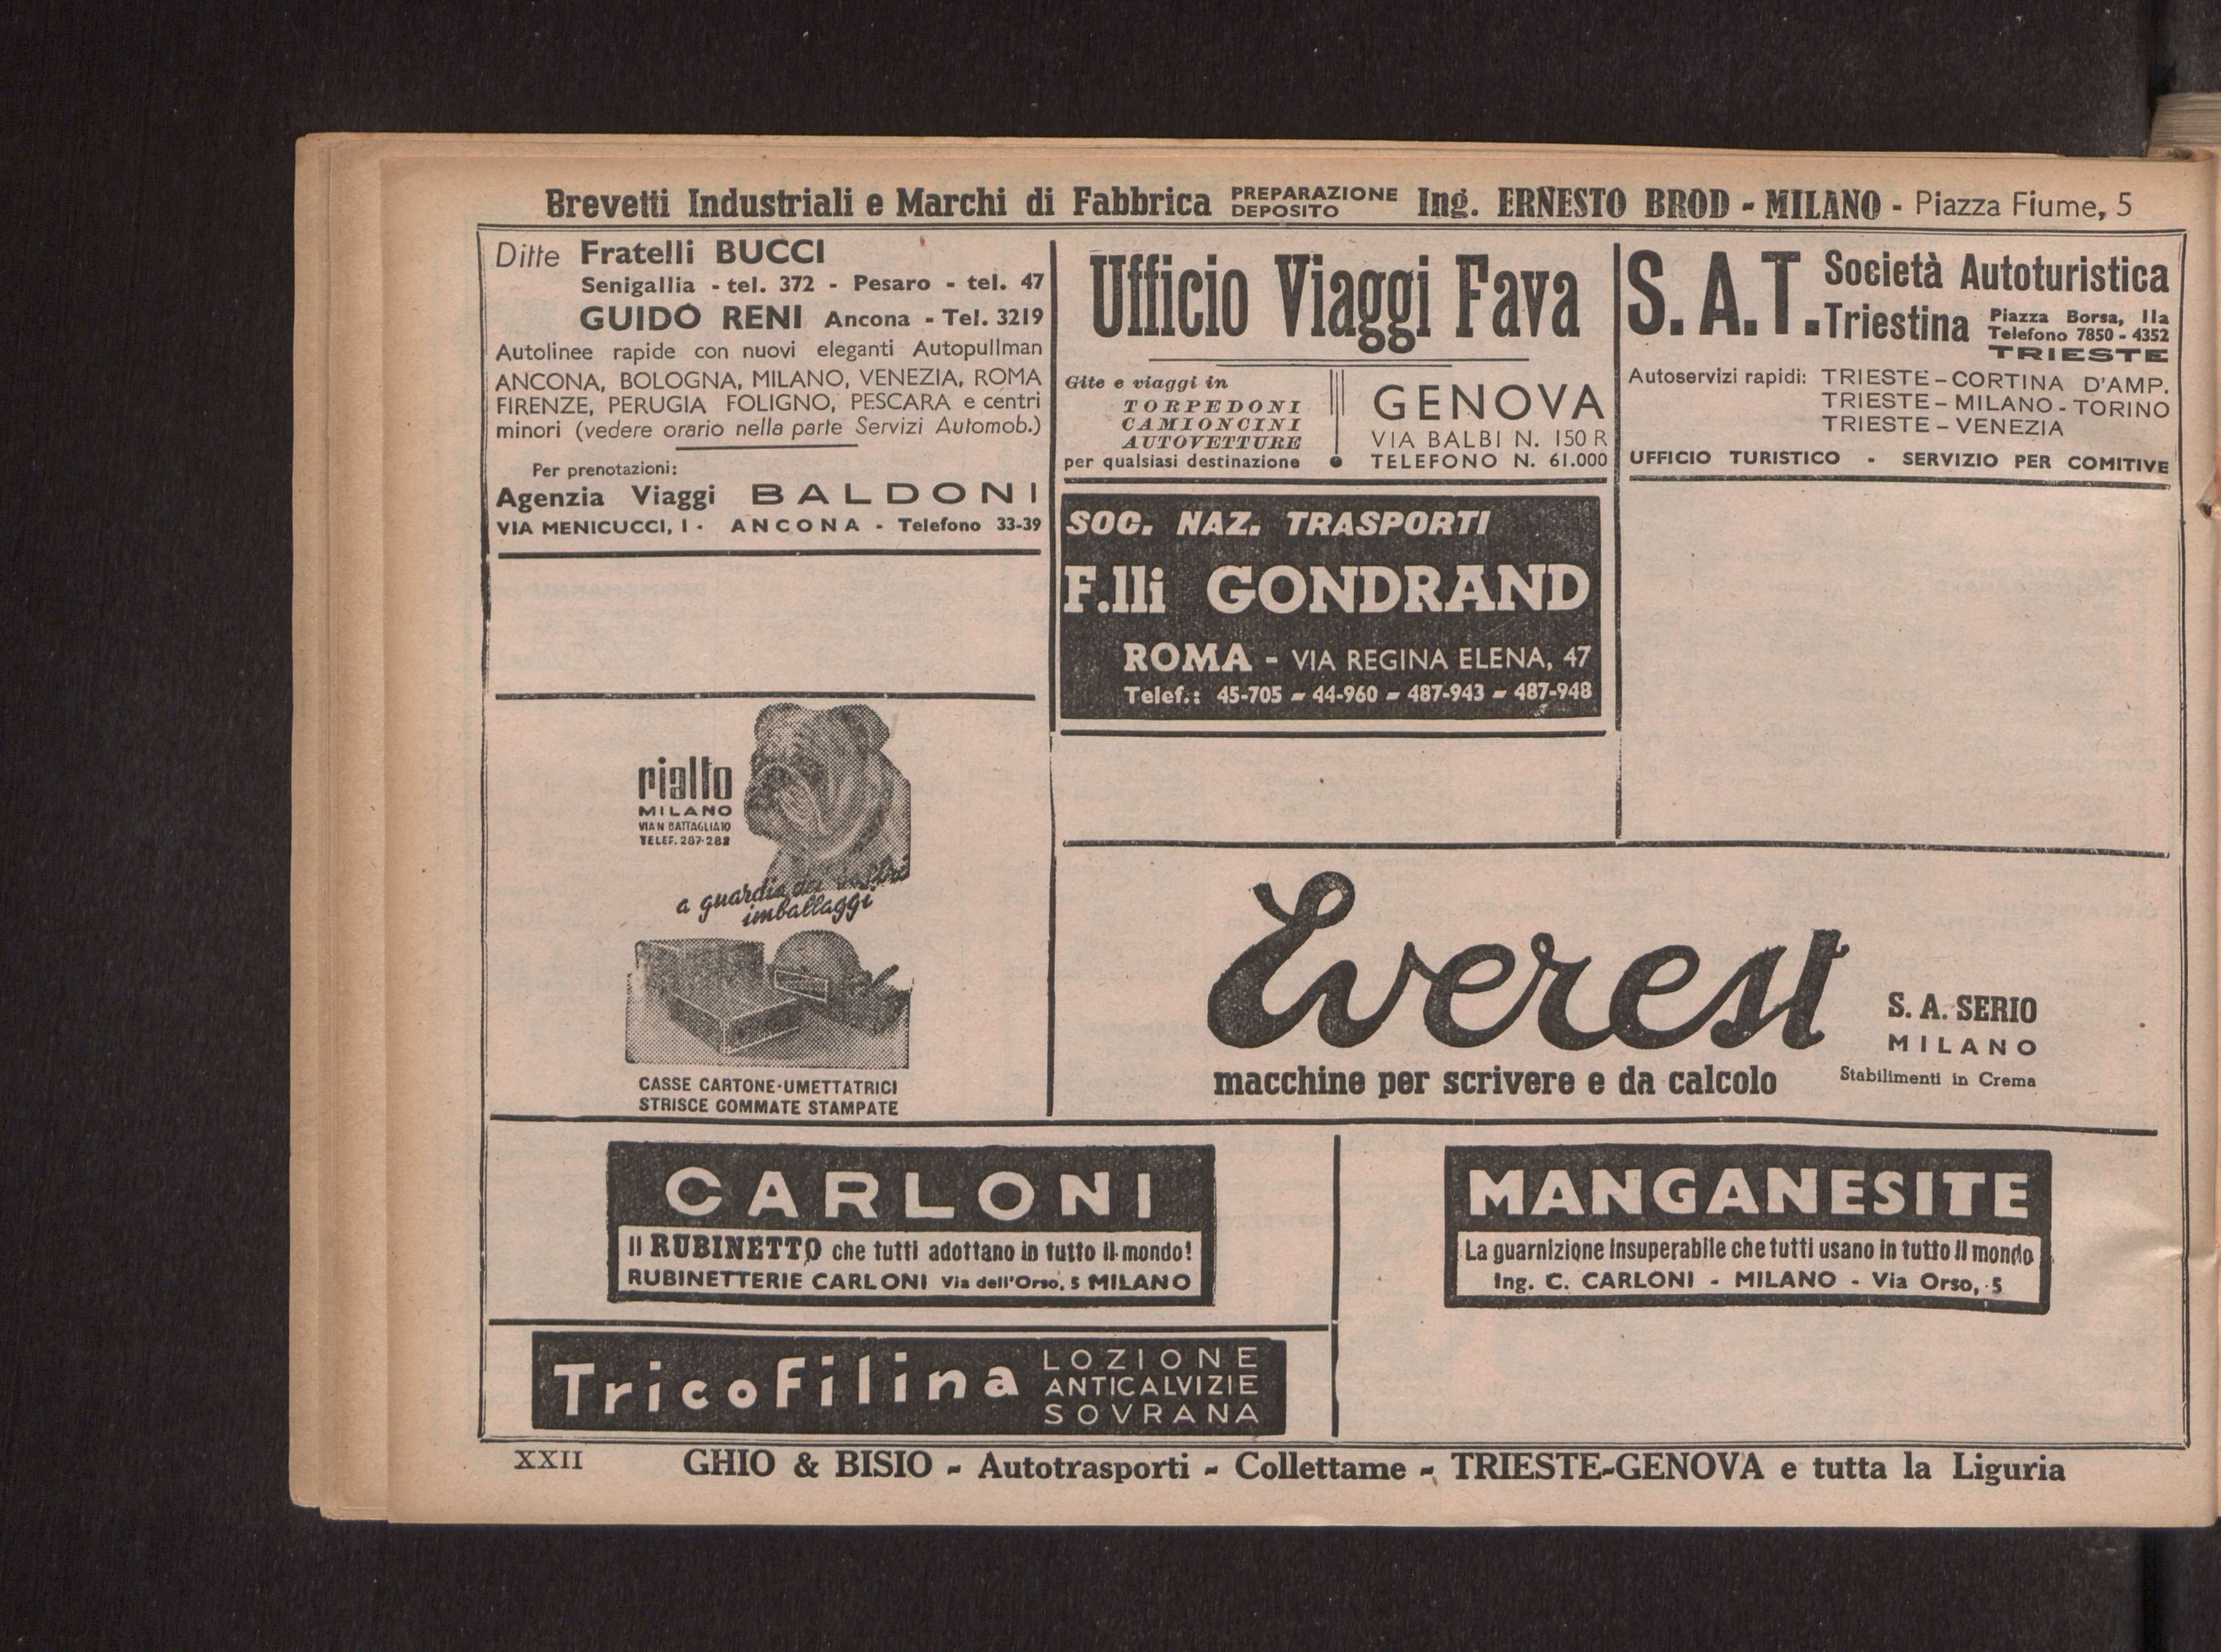 Brevetti Industriali e Marchi di Fabbrica PREPARAZIONE DEPOSITO Ing. ERNESTO BROD - MILANO - Piazza Fiume, 5
Ditte Fratelli BUCCI
Senigallia - tel. 372 - Pesaro - tel. 47
GUIDO RENI Ancona - Tel. 3219
Autolinee rapide con nuovi eleganti Autopullman
ANCONA, BOLOGNA, MILANO, VENEZIA, ROMA
FIRENZE, PERUGIA FOLIGNO, PESCARA e centri
minori (vedere orario nella parte Servizi Automob.)
Per prenotazioni:
Agenzia Viaggi BALDONI
VIA MENICUCCI, 1 - ANCONA - Telefono 33-39
rialto
MILANO
VIA N BATTAGLIA 10
TELEF. 287-282
a guardia dei
imballaggi
CASSE CARTONE-UMETTATRICI
STRISCE GOMMATE STAMPATE
Ufficio Viaggi Fava
Gite e viaggi in
TORPEDONI
CAMIONCINI
AUTOVETTURE
per qualsiasi destinazione
GENOVA
VIA BALBI N. 150 R
TELEFONO N. 61.000
SOC. NAZ. TRASPORTI
F.lli GONDRAND
ROMA - VIA REGINA ELENA, 47
Telef.: 45-705 - 44-960 - 487-943 - 487-948
S. A. T. Società Autoturistica
Triestina
Piazza Borsa, 11a
Telefono 7850 - 4352
TRIESTE
Autoservizi rapidi: TRIESTE - CORTINA D'AMP.
TRIESTE - MILANO - TORINO
TRIESTE - VENEZIA
UFFICIO TURISTICO - SERVIZIO PER COMITIVE
Everest
macchine per scrivere e da calcolo
S. A. SERIO
MILANO
Stabilimenti in Crema
CARLONI
Il RUBINETTO che tutti adottano in tutto il mondo!
RUBINETTERIE CARLONI Via dell'Orso, 5 MILANO
MANGANESITE
La guarnizione insuperabile che tutti usano in tutto il mondo
Ing. C. CARLONI - MILANO - Via Orso, 5
Tricofilina
LOZIONE
ANTICALVIZIE
SOVRANA
XXII
GHIO & BISIO - Autotrasporti - Collettame - TRIESTE-GENOVA e tutta la Liguria